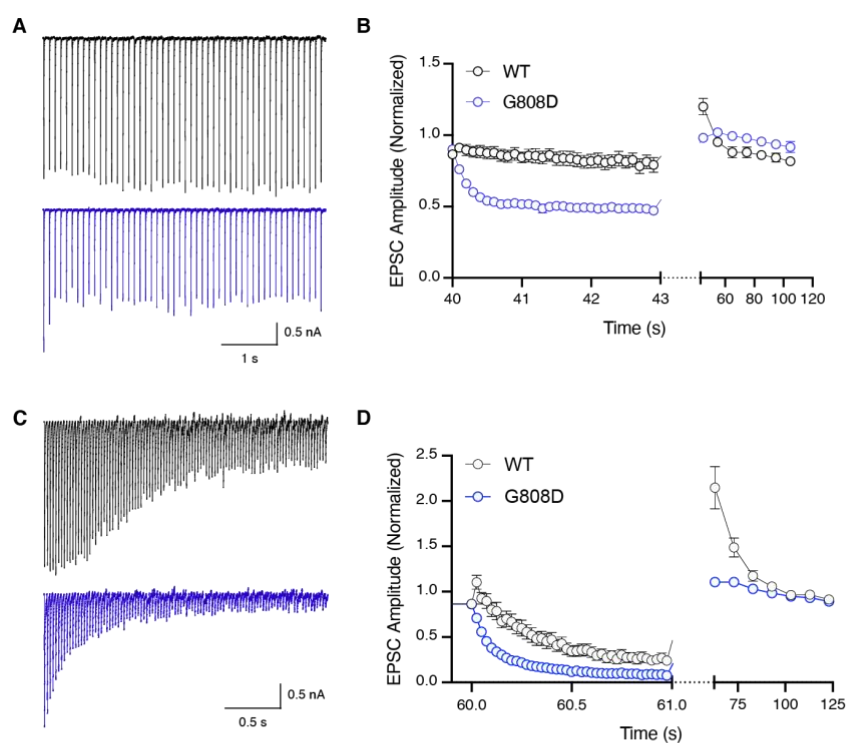 A
0.5 nA
1 s
B
EPSC Amplitude (Normalized)
1.5
1.0
0.5
0.0
WT
G808D
40 41 42 43 60 80 100 120
Time (s)
C
0.5 nA
0.5 s
D
EPSC Amplitude (Normalized)
2.5
2.0
1.5
1.0
0.5
0.0
WT
G808D
60.0 60.5 61.0 75 100 125
Time (s)